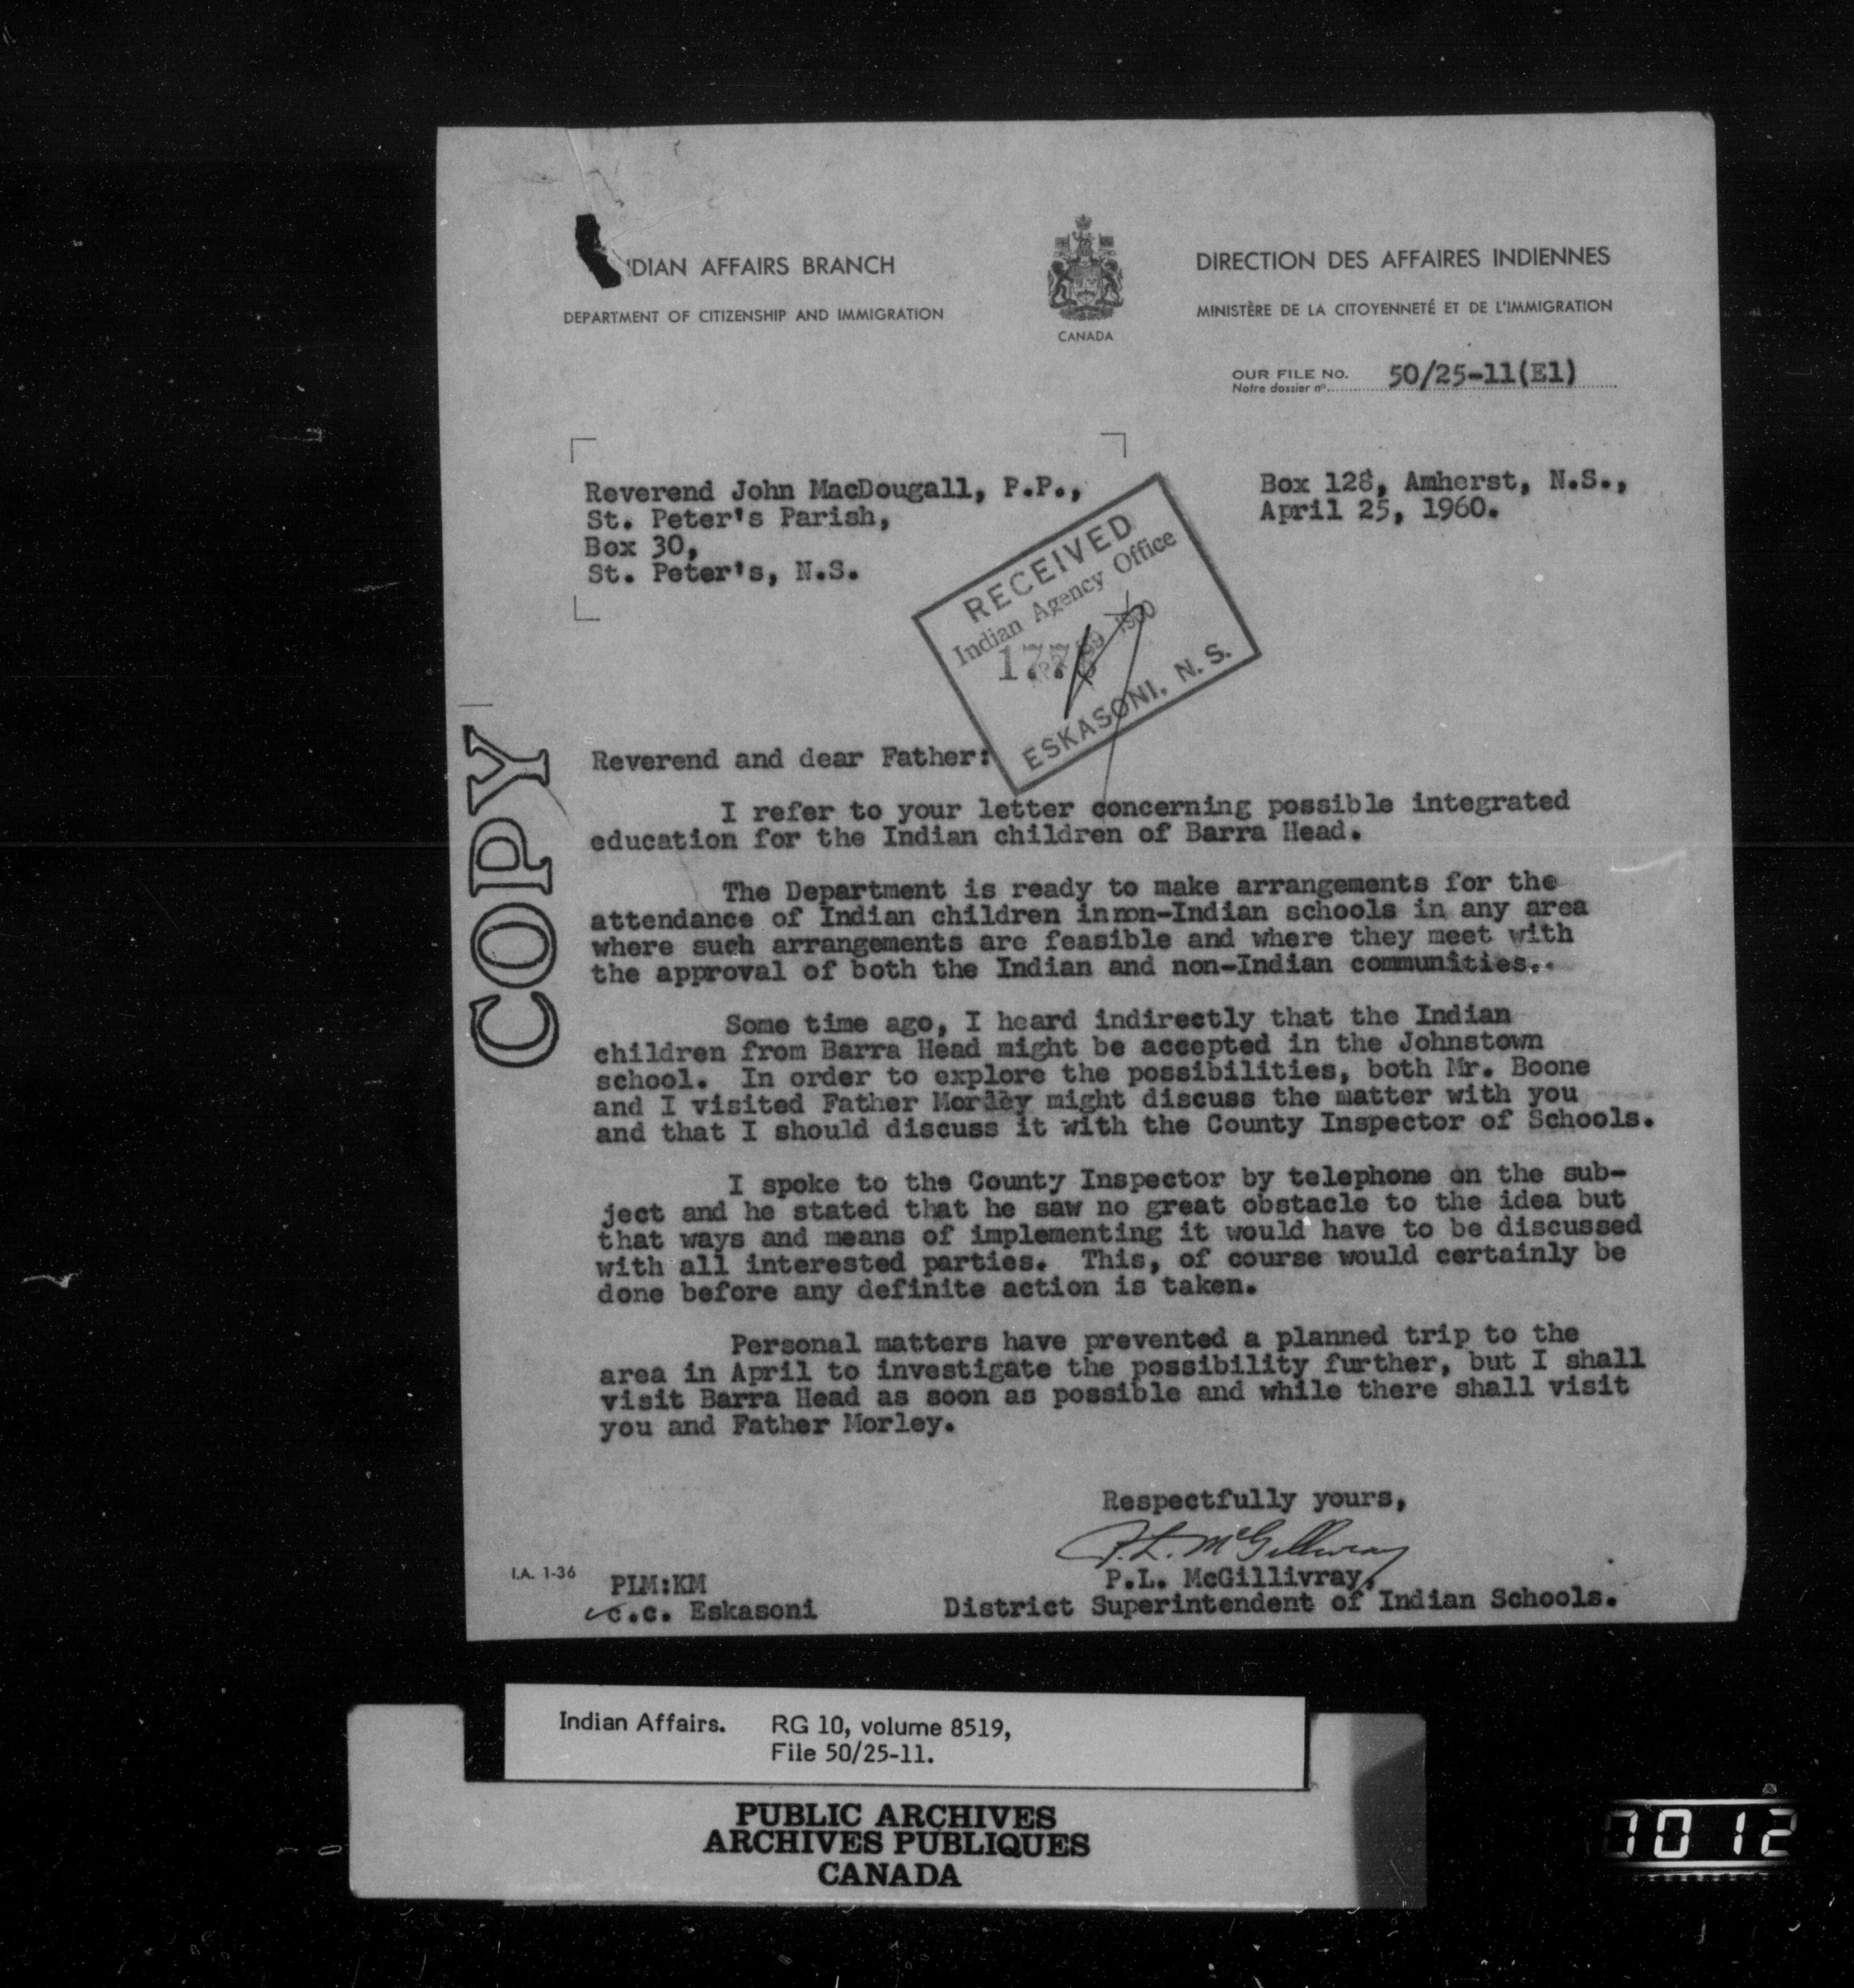 DIAN AFFAIRS BRANCH
DEPARTMENT OF CITIZENSHIP AND IMMIGRATION
CANADA
DIRECTION DES AFFAIRES INDIENNES
MINISTÈRE DE LA CITOYENNETÉ ET DE L'IMMIGRATION
OUR FILE NO. 50/25-11(E1)
Notre dossier nº
Reverend John MacDougall, P.P.,
St. Peter's Parish,
Box 30,
St. Peter's, N.S.
Box 128, Amherst, N.S.,
April 25, 1960.
RECEIVED
Indian Agency Office
1960
ESKASONI, N. S.
COPY
Reverend and dear Father:
I refer to your letter concerning possible integrated
education for the Indian children of Barra Head.
The Department is ready to make arrangements for the
attendance of Indian children innon-Indian schools in any area
where such arrangements are feasible and where they meet with
the approval of both the Indian and non-Indian communities.
Some time ago, I heard indirectly that the Indian
children from Barra Head might be accepted in the Johnstown
school. In order to explore the possibilities, both Mr. Boone
and I visited Father Morley might discuss the matter with you
and that I should discuss it with the County Inspector of Schools.
I spoke to the County Inspector by telephone on the sub-
ject and he stated that he saw no great obstacle to the idea but
that ways and means of implementing it would have to be discussed
with all interested parties. This, of course would certainly be
done before any definite action is taken.
Personal matters have prevented a planned trip to the
area in April to investigate the possibility further, but I shall
visit Barra Head as soon as possible and while there shall visit
you and Father Morley.
Respectfully yours,
P.L. McGillivray
P.L. McGillivray,
District Superintendent of Indian Schools.
I.A. 1-36
PLM:KM
c.c. Eskasoni
Indian Affairs. RG 10, volume 8519,
File 50/25-11.
PUBLIC ARCHIVES
ARCHIVES PUBLIQUES
CANADA
1012